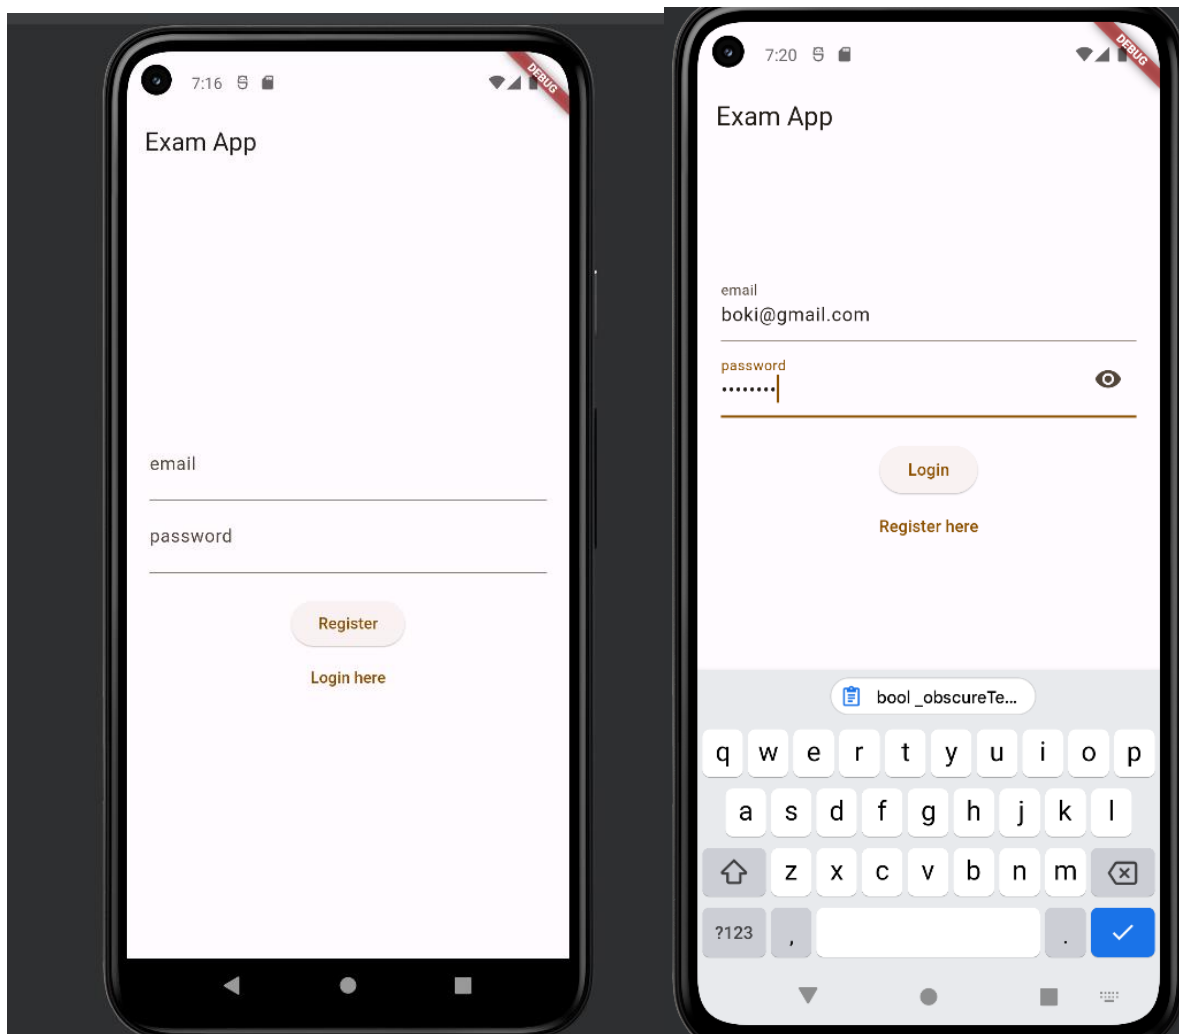 7:16
DEBUG
Exam App
email
password
Register
Login here
7:20
DEBUG
Exam App
email
boki@gmail.com
password
••••••••
Login
Register here
bool _obscureTe...
q w e r t y u i o p
a s d f g h j k l
z x c v b n m
?123 , .